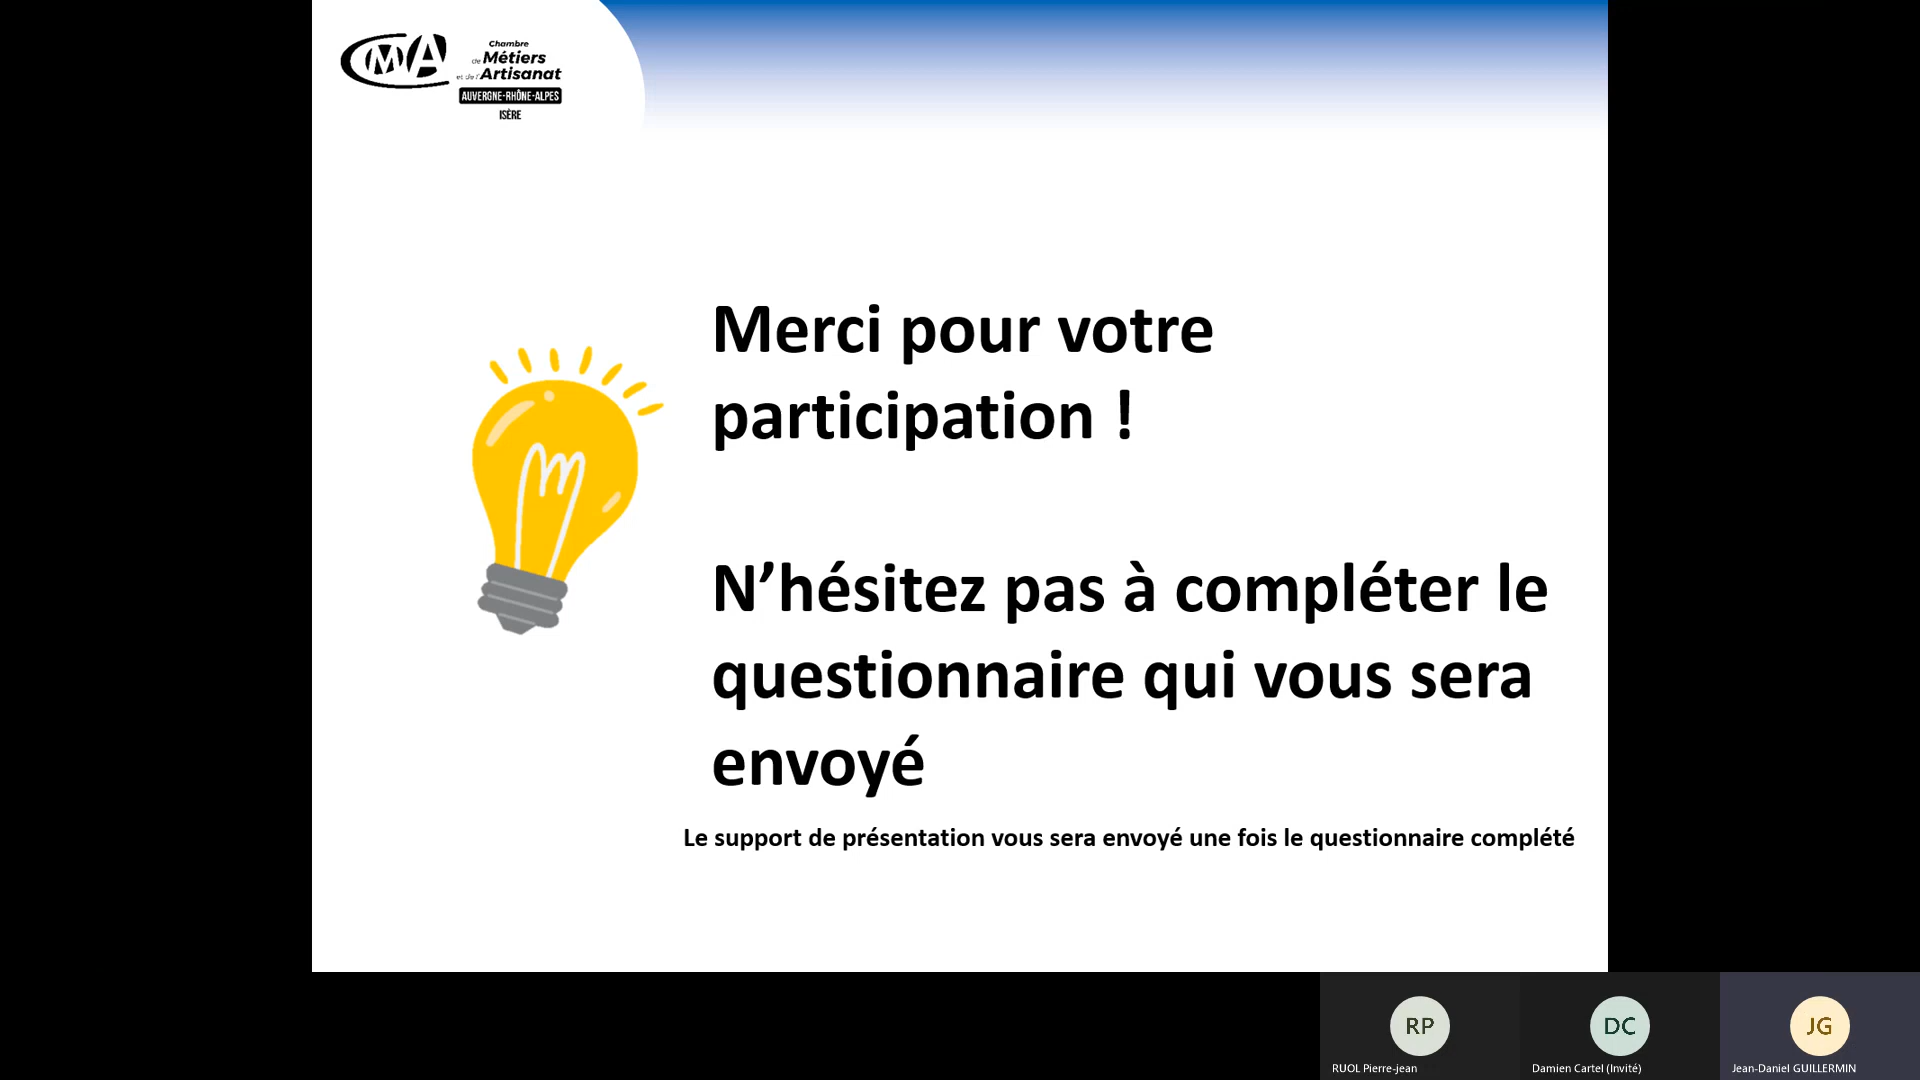 CMA
Chambre
de Métiers
et de l'Artisanat
AUVERGNE-RHÔNE-ALPES
ISÈRE
Merci pour votre
participation !
N’hésitez pas à compléter le
questionnaire qui vous sera
envoyé
Le support de présentation vous sera envoyé une fois le questionnaire complété
RP
DC
JG
RUOL Pierre-jean
Damien Cartel (Invité)
Jean-Daniel GUILLERMIN